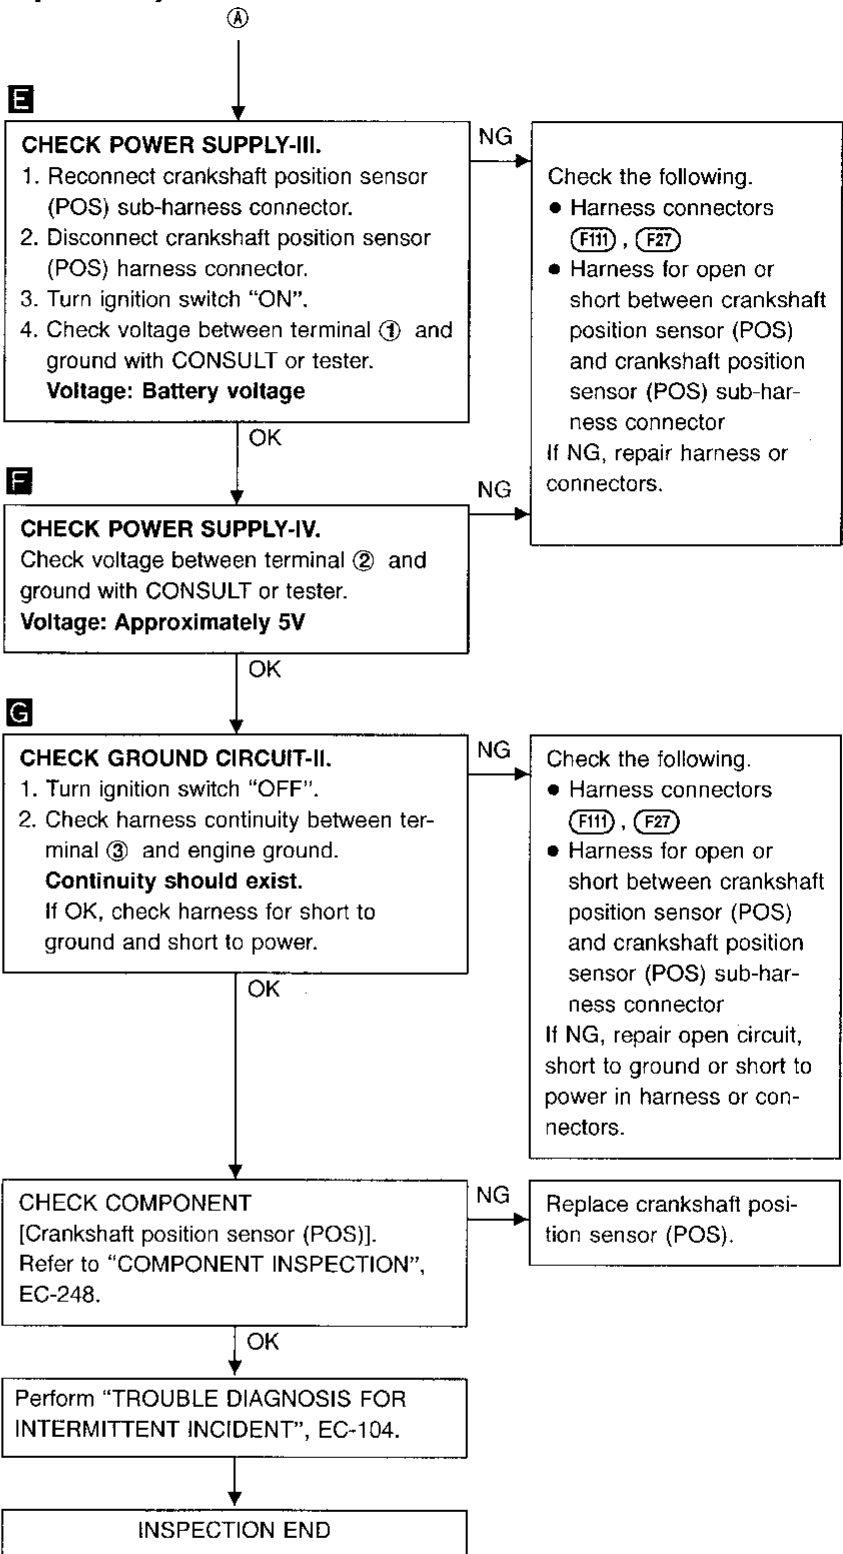 Ⓐ
E
CHECK POWER SUPPLY-III.
1. Reconnect crankshaft position sensor
(POS) sub-harness connector.
2. Disconnect crankshaft position sensor
(POS) harness connector.
3. Turn ignition switch “ON”.
4. Check voltage between terminal ① and
ground with CONSULT or tester.
Voltage: Battery voltage
NG
Check the following.
● Harness connectors
F111 , F27
● Harness for open or
short between crankshaft
position sensor (POS)
and crankshaft position
sensor (POS) sub-har-
ness connector
If NG, repair harness or
connectors.
OK
F
CHECK POWER SUPPLY-IV.
Check voltage between terminal ② and
ground with CONSULT or tester.
Voltage: Approximately 5V
NG
OK
G
CHECK GROUND CIRCUIT-II.
1. Turn ignition switch “OFF”.
2. Check harness continuity between ter-
minal ③ and engine ground.
Continuity should exist.
If OK, check harness for short to
ground and short to power.
NG
Check the following.
● Harness connectors
F111 , F27
● Harness for open or
short between crankshaft
position sensor (POS)
and crankshaft position
sensor (POS) sub-har-
ness connector
If NG, repair open circuit,
short to ground or short to
power in harness or con-
nectors.
OK
CHECK COMPONENT
[Crankshaft position sensor (POS)].
Refer to “COMPONENT INSPECTION”,
EC-248.
NG
Replace crankshaft posi-
tion sensor (POS).
OK
Perform “TROUBLE DIAGNOSIS FOR
INTERMITTENT INCIDENT”, EC-104.
INSPECTION END